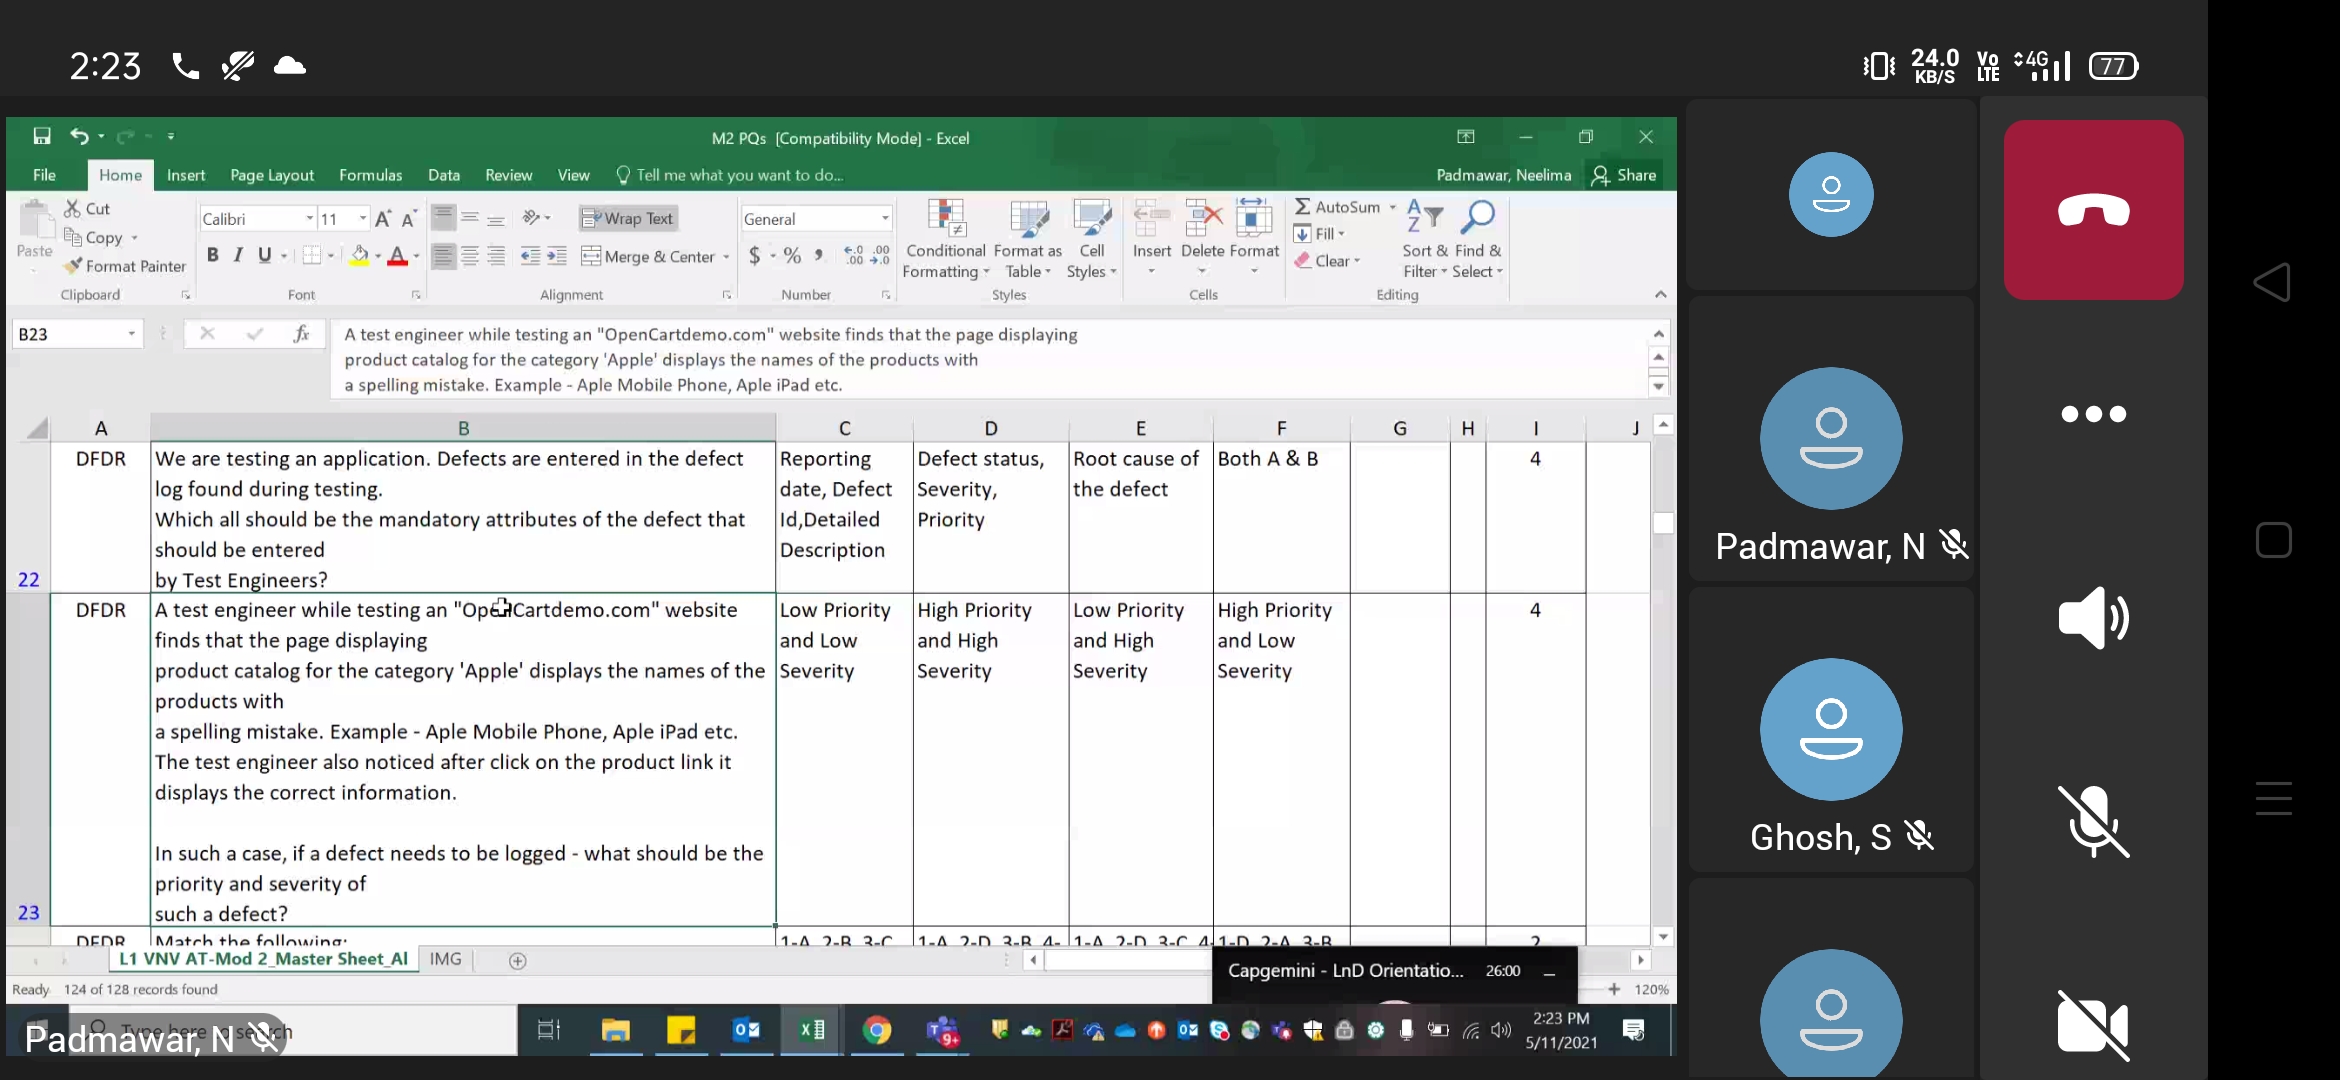 2:23
24.0
KB/S
Vo
LTE
4G
77
M2 PQs [Compatibility Mode] - Excel
File
Home
Insert
Page Layout
Formulas
Data
Review
View
Tell me what you want to do...
Padmawar, Neelima
Share
Paste
Cut
Copy
Format Painter
Clipboard
Calibri
11
B I U
Font
Wrap Text
Merge & Center
Alignment
General
$ % ,
Number
Conditional
Formatting
Format as
Table
Cell
Styles
Styles
Insert
Delete
Format
Cells
AutoSum
Fill
Clear
Sort &
Filter
Find &
Select
Editing
B23
fx
A test engineer while testing an "OpenCartdemo.com" website finds that the page displaying
product catalog for the category 'Apple' displays the names of the products with
a spelling mistake. Example - Aple Mobile Phone, Aple iPad etc.
A B C D E F G H I J
22
DFDR
We are testing an application. Defects are entered in the defect
log found during testing.
Which all should be the mandatory attributes of the defect that
should be entered
by Test Engineers?
Reporting
date, Defect
Id,Detailed
Description
Defect status,
Severity,
Priority
Root cause of
the defect
Both A & B
4
23
DFDR
A test engineer while testing an "OpenCartdemo.com" website
finds that the page displaying
product catalog for the category 'Apple' displays the names of the
products with
a spelling mistake. Example - Aple Mobile Phone, Aple iPad etc.
The test engineer also noticed after click on the product link it
displays the correct information.
In such a case, if a defect needs to be logged - what should be the
priority and severity of
such a defect?
Low Priority
and Low
Severity
High Priority
and High
Severity
Low Priority
and High
Severity
High Priority
and Low
Severity
4
DFDR
Match the following:
1-A, 2-B, 3-C,
1-A, 2-D, 3-B, 4-
1-A, 2-D, 3-C, 4-
1-D, 2-A, 3-B,
2
L1 VNV AT-Mod 2_Master Sheet_Al
IMG
Capgemini - LnD Orientatio...
26:00
Ready
124 of 128 records found
120%
Type here to search
9+
2:23 PM
5/11/2021
Padmawar, N
Padmawar, N
Ghosh, S